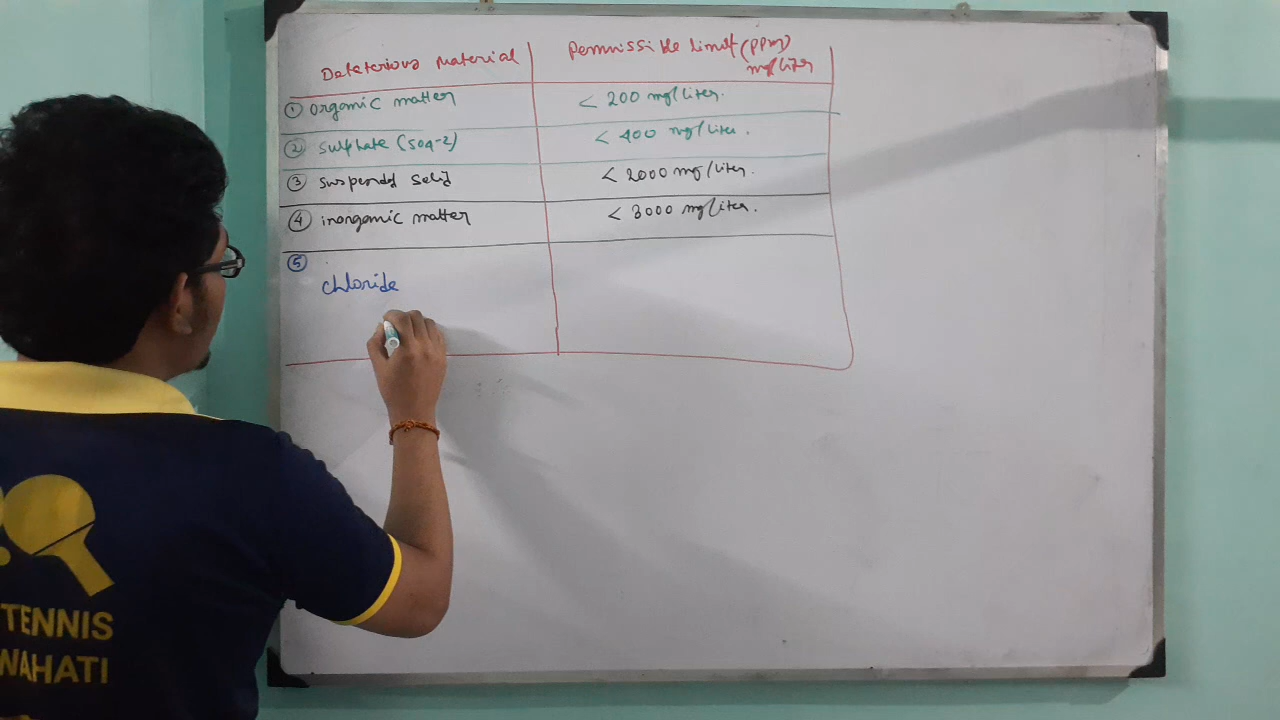 Deleterious Material Permissible limit (PPM)
mg/liter
① organic matter < 200 mg/liter.
② sulphate (SO4-2) < 400 mg/liter.
③ suspended solid < 2000 mg/liter.
④ inorganic matter < 3000 mg/liter.
⑤
chloride
TENNIS
WAHATI